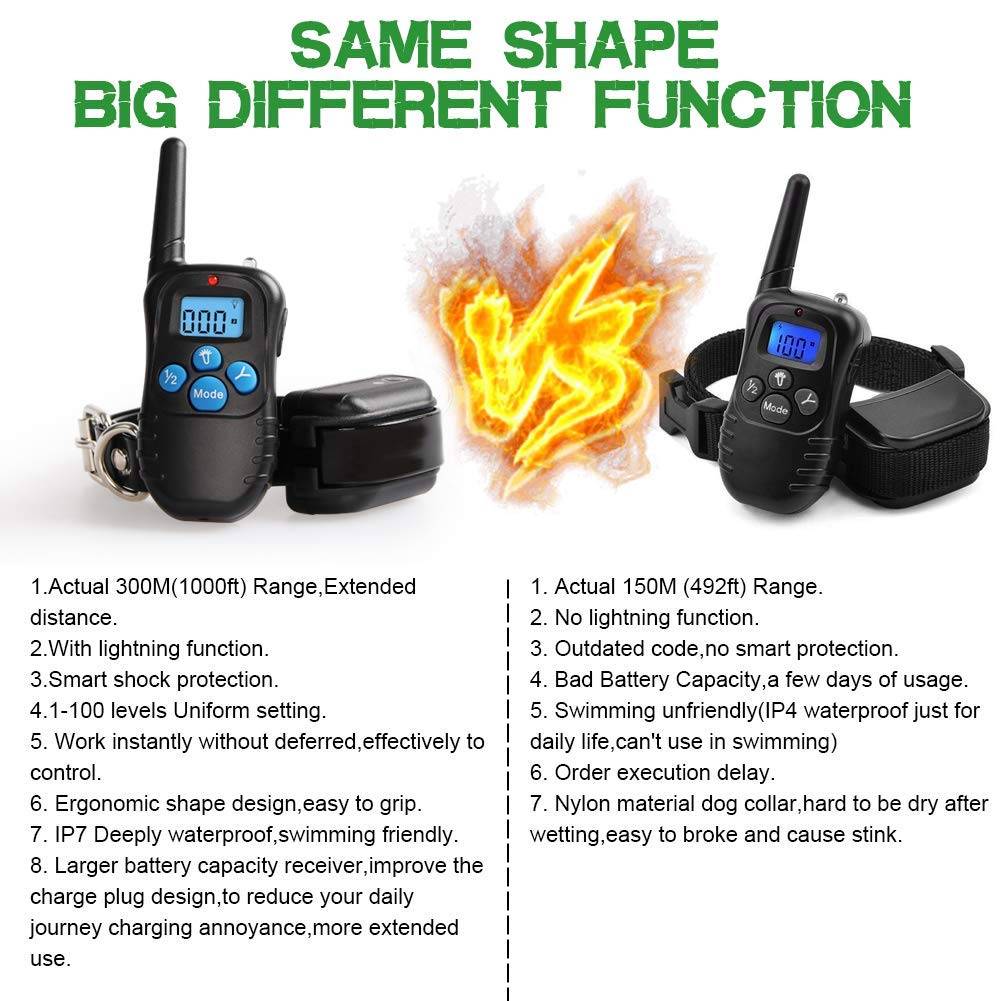 SAME SHAPE
BIG DIFFERENT FUNCTION
000
1/2
Mode
VS
100
1/2
Mode
1.Actual 300M(1000ft) Range,Extended
distance.
2.With lightning function.
3.Smart shock protection.
4.1-100 levels Uniform setting.
5. Work instantly without deferred,effectively to
control.
6. Ergonomic shape design,easy to grip.
7. IP7 Deeply waterproof,swimming friendly.
8. Larger battery capacity receiver,improve the
charge plug design,to reduce your daily
journey charging annoyance,more extended
use.
1. Actual 150M (492ft) Range.
2. No lightning function.
3. Outdated code,no smart protection.
4. Bad Battery Capacity,a few days of usage.
5. Swimming unfriendly(IP4 waterproof just for
daily life,can't use in swimming)
6. Order execution delay.
7. Nylon material dog collar,hard to be dry after
wetting,easy to broke and cause stink.